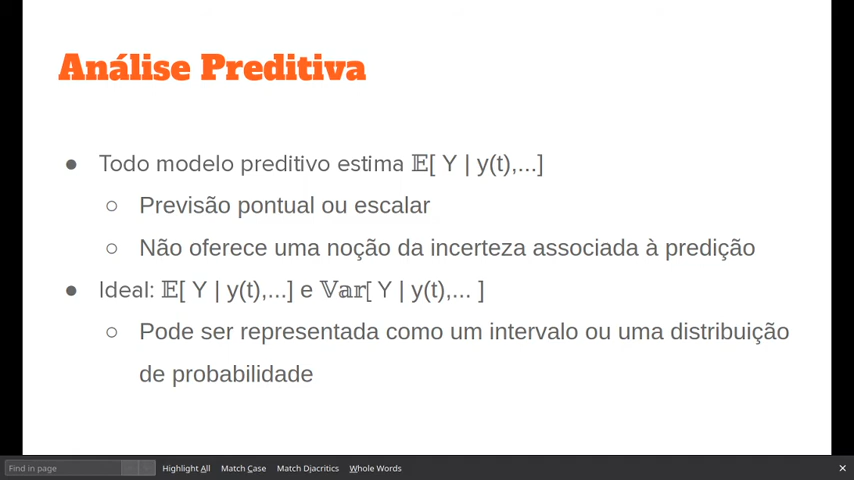 Análise Preditiva
● Todo modelo preditivo estima 𝔼[ Y | y(t),...]
○ Previsão pontual ou escalar
○ Não oferece uma noção da incerteza associada à predição
● Ideal: 𝔼[ Y | y(t),...] e 𝕍𝕒𝕣[ Y | y(t),... ]
○ Pode ser representada como um intervalo ou uma distribuição
de probabilidade
Find in page Highlight All Match Case Match Diacritics Whole Words ×